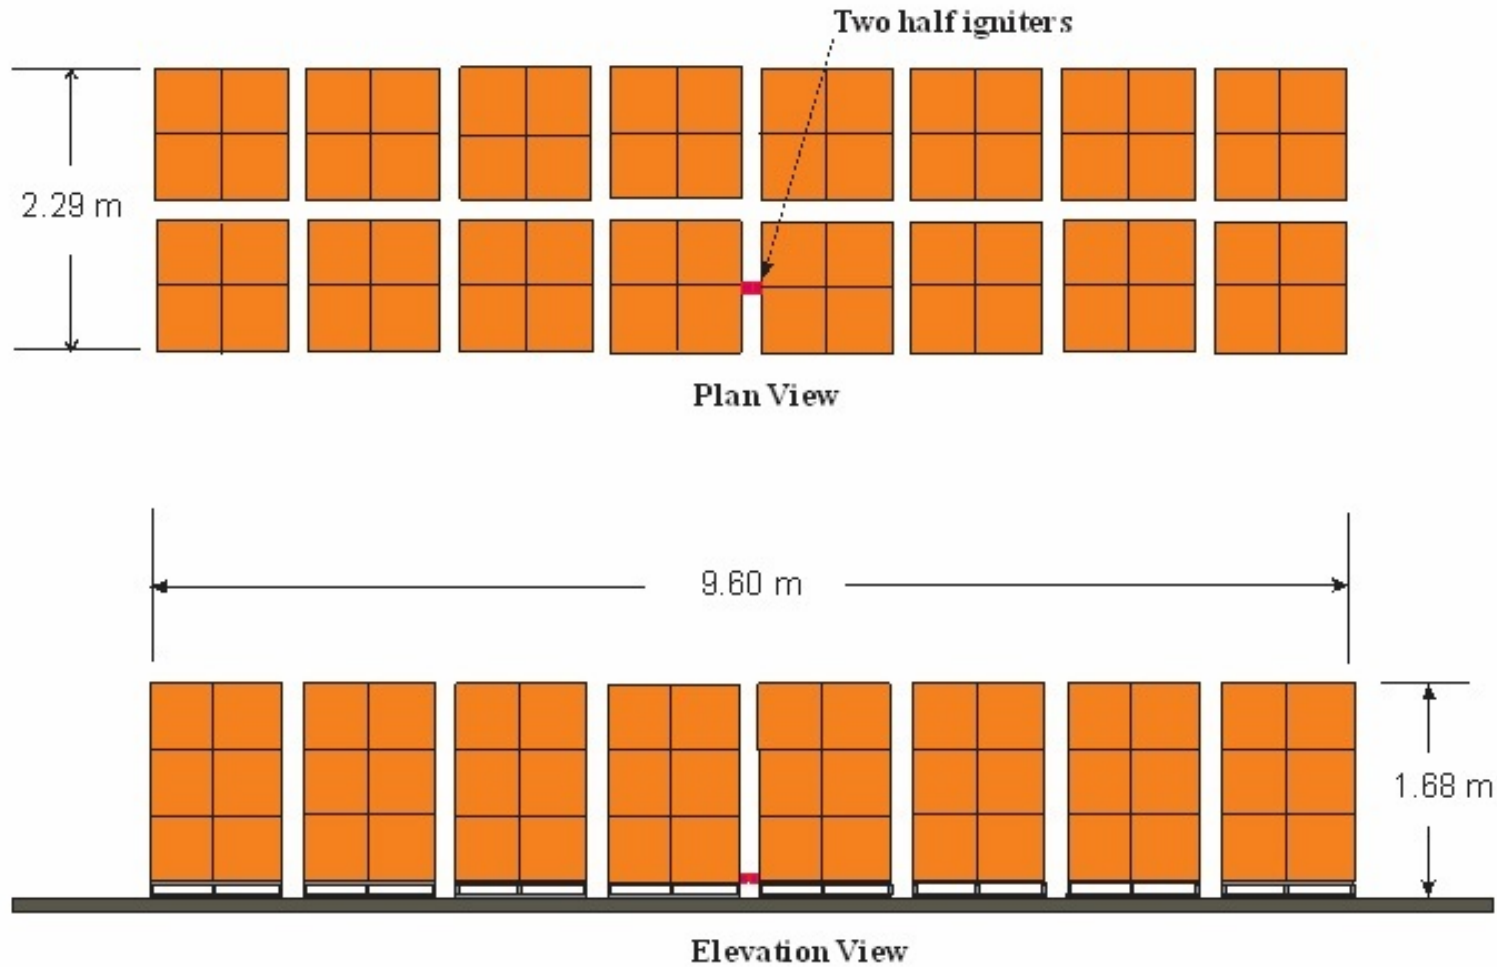 Two half igniters
2.29 m
Plan View
9.60 m
1.68 m
Elevation View